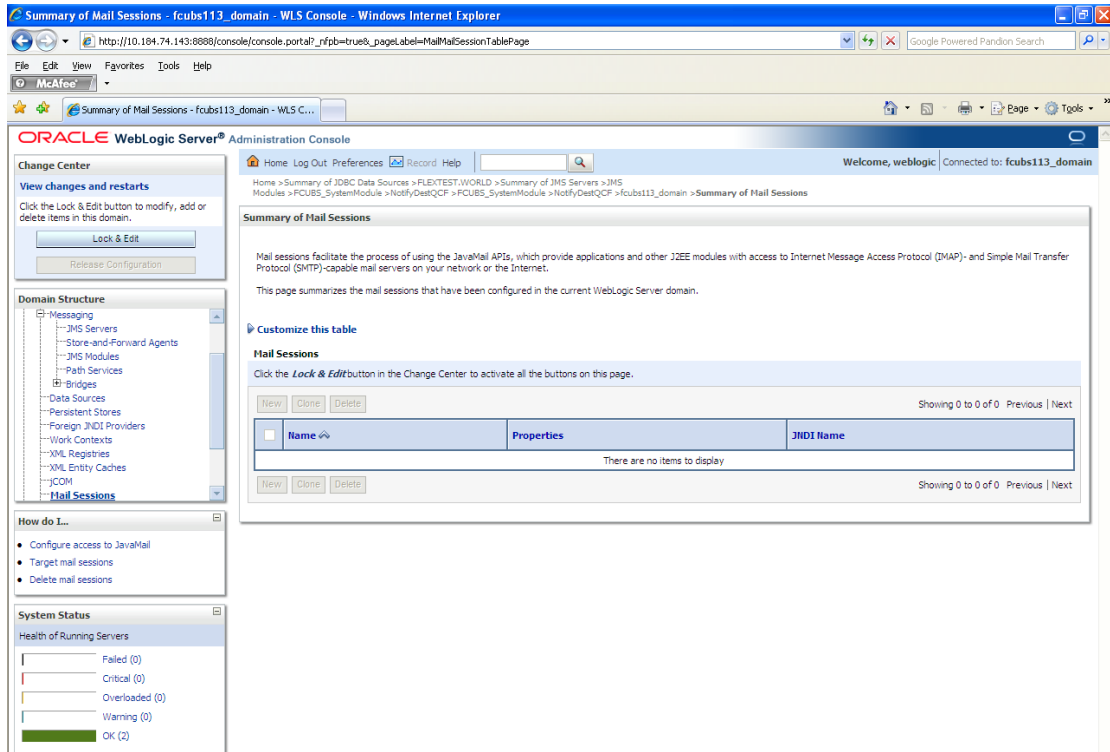 Summary of Mail Sessions - fcubs113_domain - WLS Console - Windows Internet Explorer
http://10.184.74.143:8888/console/console.portal?_nfpb=true&_pageLabel=MailMailSessionTablePage
Google Powered Pandion Search
File Edit View Favorites Tools Help
McAfee
Summary of Mail Sessions - fcubs113_domain - WLS C...
Page Tools
ORACLE WebLogic Server® Administration Console
Change Center
View changes and restarts
Click the Lock & Edit button to modify, add or
delete items in this domain.
Lock & Edit
Release Configuration
Domain Structure
Messaging
JMS Servers
Store-and-Forward Agents
JMS Modules
Path Services
Bridges
Data Sources
Persistent Stores
Foreign JNDI Providers
Work Contexts
XML Registries
XML Entity Caches
jCOM
Mail Sessions
How do I...
Configure access to JavaMail
Target mail sessions
Delete mail sessions
System Status
Health of Running Servers
Failed (0)
Critical (0)
Overloaded (0)
Warning (0)
OK (2)
Home Log Out Preferences Record Help
Welcome, weblogic Connected to: fcubs113_domain
Home >Summary of JDBC Data Sources >FLEXTEST.WORLD >Summary of JMS Servers >JMS
Modules >FCUBS_SystemModule >NotifyDestQCF >FCUBS_SystemModule >NotifyDestQCF >fcubs113_domain >Summary of Mail Sessions
Summary of Mail Sessions
Mail sessions facilitate the process of using the JavaMail APIs, which provide applications and other J2EE modules with access to Internet Message Access Protocol (IMAP)- and Simple Mail Transfer
Protocol (SMTP)-capable mail servers on your network or the Internet.
This page summarizes the mail sessions that have been configured in the current WebLogic Server domain.
Customize this table
Mail Sessions
Click the Lock & Edit button in the Change Center to activate all the buttons on this page.
New Clone Delete Showing 0 to 0 of 0 Previous | Next
Name Properties JNDI Name
There are no items to display
New Clone Delete Showing 0 to 0 of 0 Previous | Next